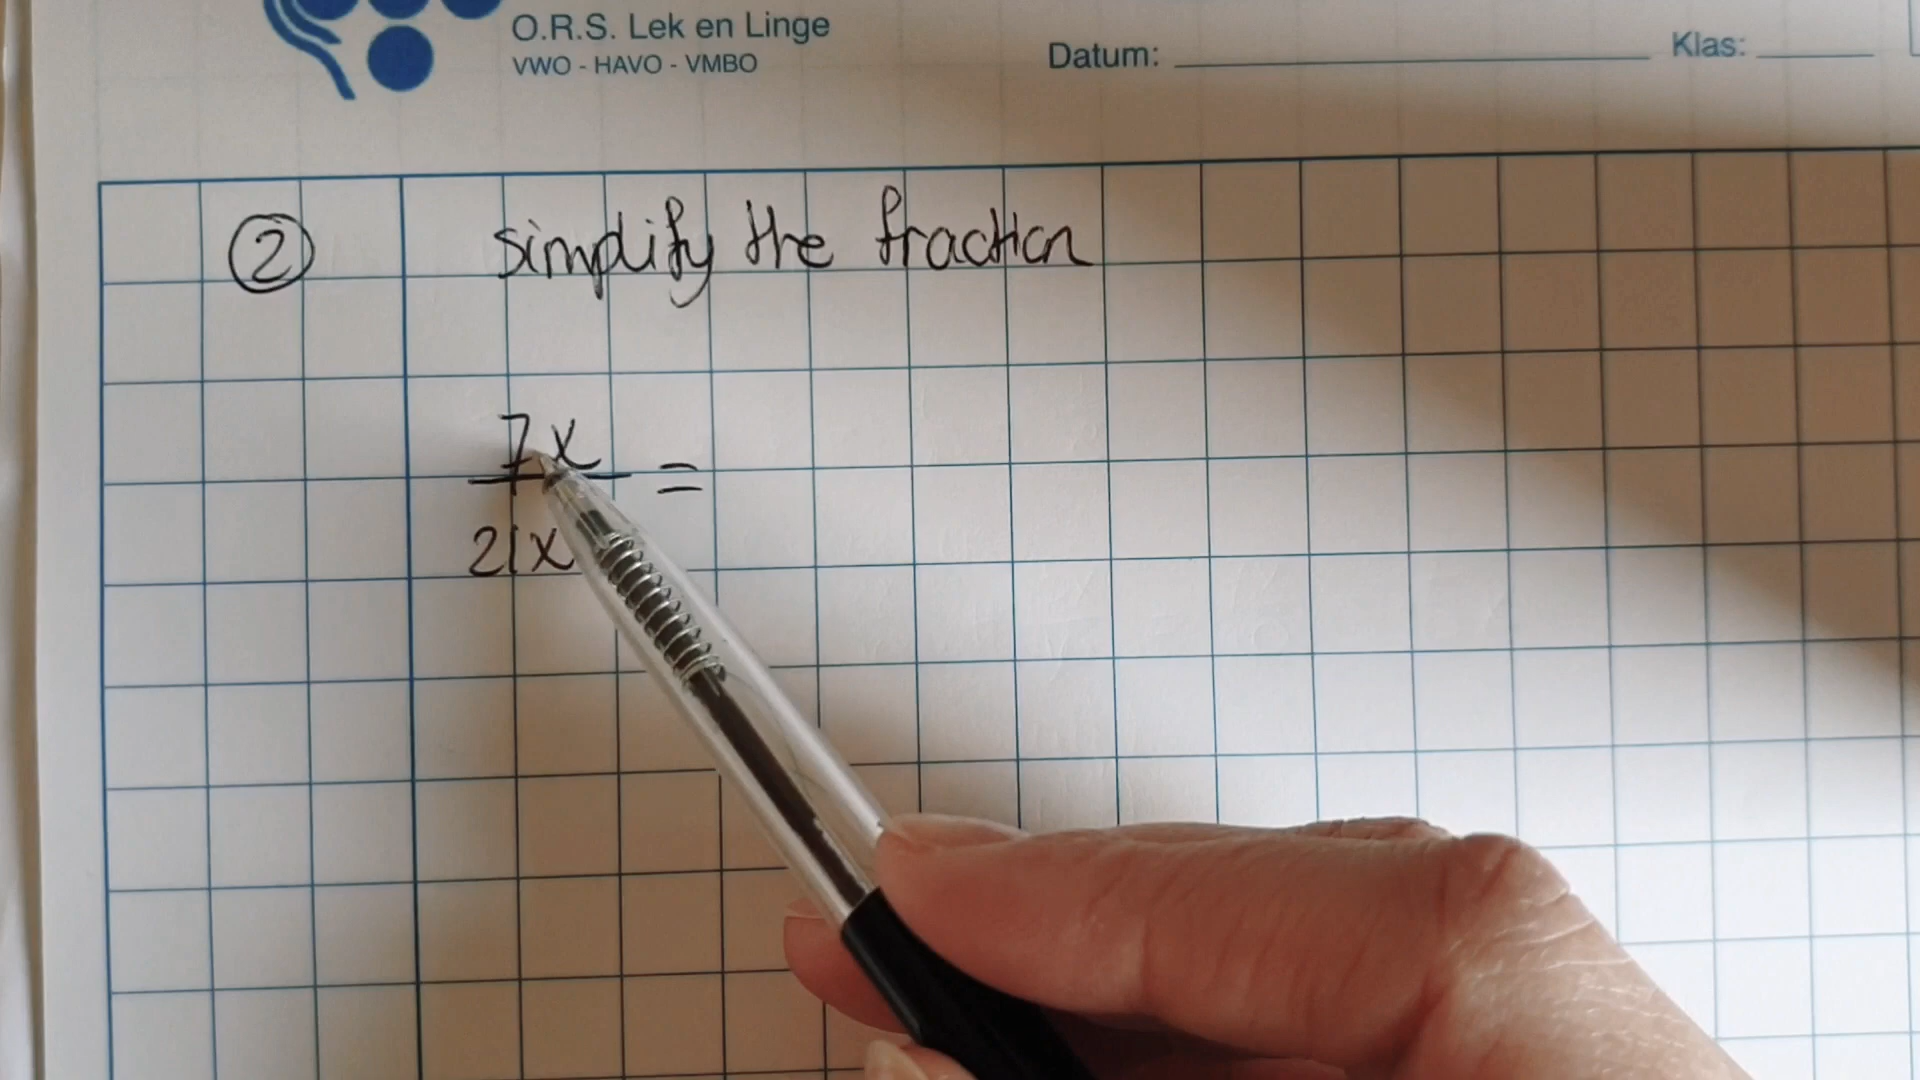 O.R.S. Lek en Linge
VWO - HAVO - VMBO
Datum:
Klas:
2 simplify the fraction
7x
=
21x